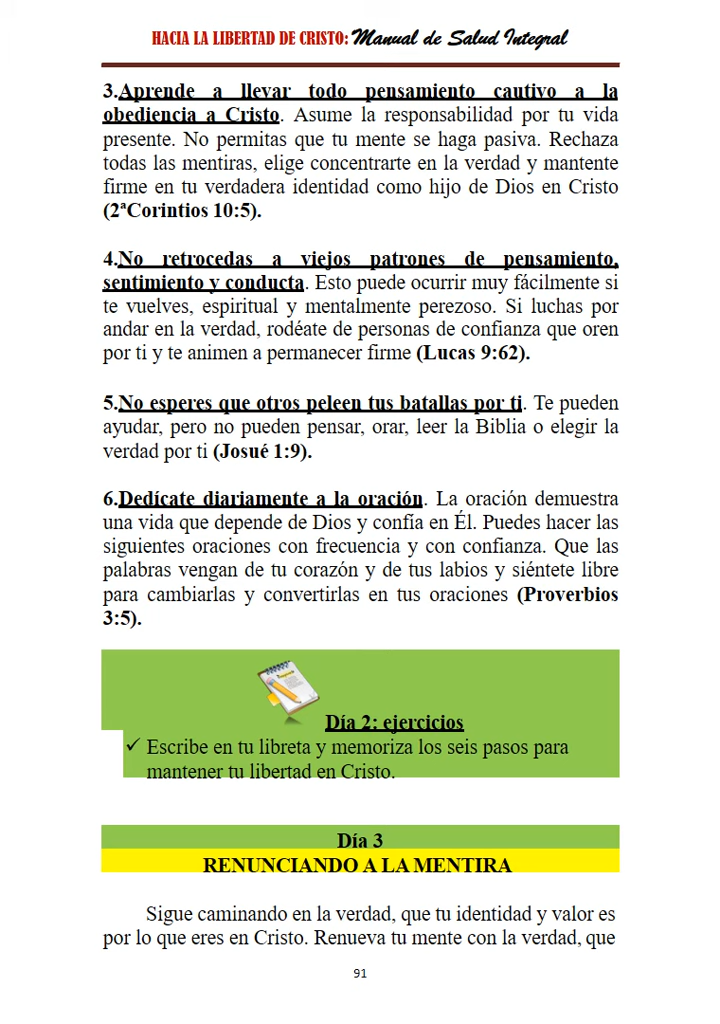 HACIA LA LIBERTAD DE CRISTO: Manual de Salud Integral
3.Aprende a llevar todo pensamiento cautivo a la
obediencia a Cristo. Asume la responsabilidad por tu vida
presente. No permitas que tu mente se haga pasiva. Rechaza
todas las mentiras, elige concentrarte en la verdad y mantente
firme en tu verdadera identidad como hijo de Dios en Cristo
(2ªCorintios 10:5).
4.No retrocedas a viejos patrones de pensamiento,
sentimiento y conducta. Esto puede ocurrir muy fácilmente si
te vuelves, espiritual y mentalmente perezoso. Si luchas por
andar en la verdad, rodéate de personas de confianza que oren
por ti y te animen a permanecer firme (Lucas 9:62).
5.No esperes que otros peleen tus batallas por ti. Te pueden
ayudar, pero no pueden pensar, orar, leer la Biblia o elegir la
verdad por ti (Josué 1:9).
6.Dedícate diariamente a la oración. La oración demuestra
una vida que depende de Dios y confía en Él. Puedes hacer las
siguientes oraciones con frecuencia y con confianza. Que las
palabras vengan de tu corazón y de tus labios y siéntete libre
para cambiarlas y convertirlas en tus oraciones (Proverbios
3:5).
Día 2: ejercicios
✓ Escribe en tu libreta y memoriza los seis pasos para
mantener tu libertad en Cristo.
Día 3
RENUNCIANDO A LA MENTIRA
Sigue caminando en la verdad, que tu identidad y valor es
por lo que eres en Cristo. Renueva tu mente con la verdad, que
91